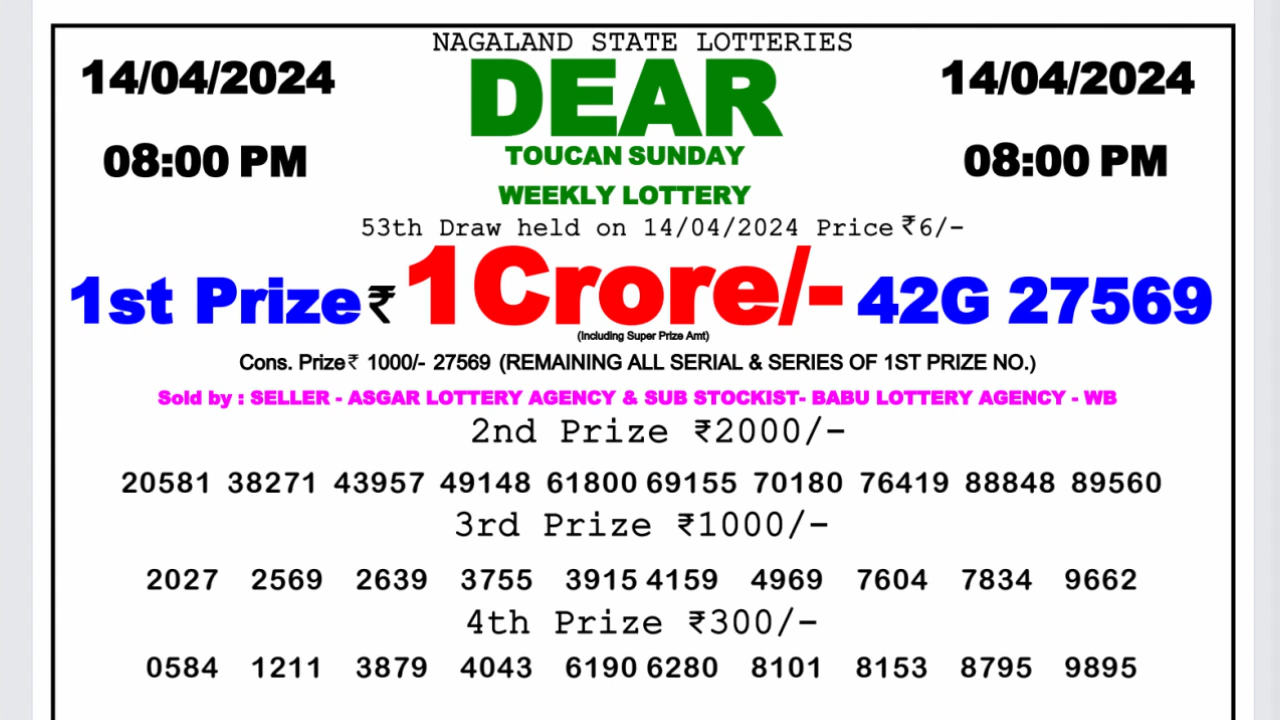 NAGALAND STATE LOTTERIES
14/04/2024 DEAR 14/04/2024
08:00 PM TOUCAN SUNDAY 08:00 PM
WEEKLY LOTTERY
53th Draw held on 14/04/2024 Price ₹6/-
1st Prize ₹ 1Crore/- 42G 27569
(Including Super Prize Amt)
Cons. Prize ₹ 1000/- 27569 (REMAINING ALL SERIAL & SERIES OF 1ST PRIZE NO.)
Sold by : SELLER - ASGAR LOTTERY AGENCY & SUB STOCKIST- BABU LOTTERY AGENCY - WB
2nd Prize ₹2000/-
20581 38271 43957 49148 61800 69155 70180 76419 88848 89560
3rd Prize ₹1000/-
2027 2569 2639 3755 3915 4159 4969 7604 7834 9662
4th Prize ₹300/-
0584 1211 3879 4043 6190 6280 8101 8153 8795 9895